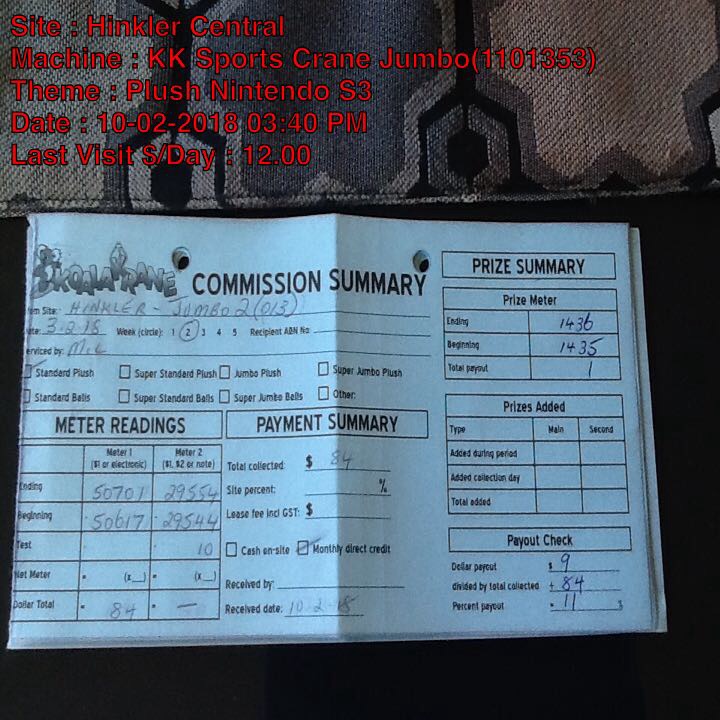 Site : Hinkler Central
Machine : KK Sports Crane Jumbo(1101353)
Theme : Plush Nintendo S3
Date : 10-02-2018 03:40 PM
Last Visit $/Day : 12.00
KOALA KRANE COMMISSION SUMMARY
Site: HINKLER - JUMBO 2 (013)
3-2-18 Week (circle): 1 2 3 4 5 Recipient ABN No:
erviced by: M.L
Standard Plush Super Standard Plush Jumbo Plush Super Jumbo Plush
Standard Balls Super Standard Balls Super Jumbo Balls Other:
METER READINGS
Meter 1 Meter 2
($1 or electronic) ($1, $2 or note)
Ending 50701 29554
Beginning 50617 29544
Test 10
Net Meter = (x__) = (x__)
Dollar Total = 84 = —
PAYMENT SUMMARY
Total collected: $ 84
Site percent: %
Lease fee incl GST: $
Cash on-site Monthly direct credit
Received by:
Received date: 10-2-18
PRIZE SUMMARY
Prize Meter
Ending 1436
Beginning 1435
Total payout 1
Prizes Added
Type Main Second
Added during period
Added collection day
Total added
Payout Check
Dollar payout $ 9
divided by total collected ÷ 84
Percent payout = 11 %